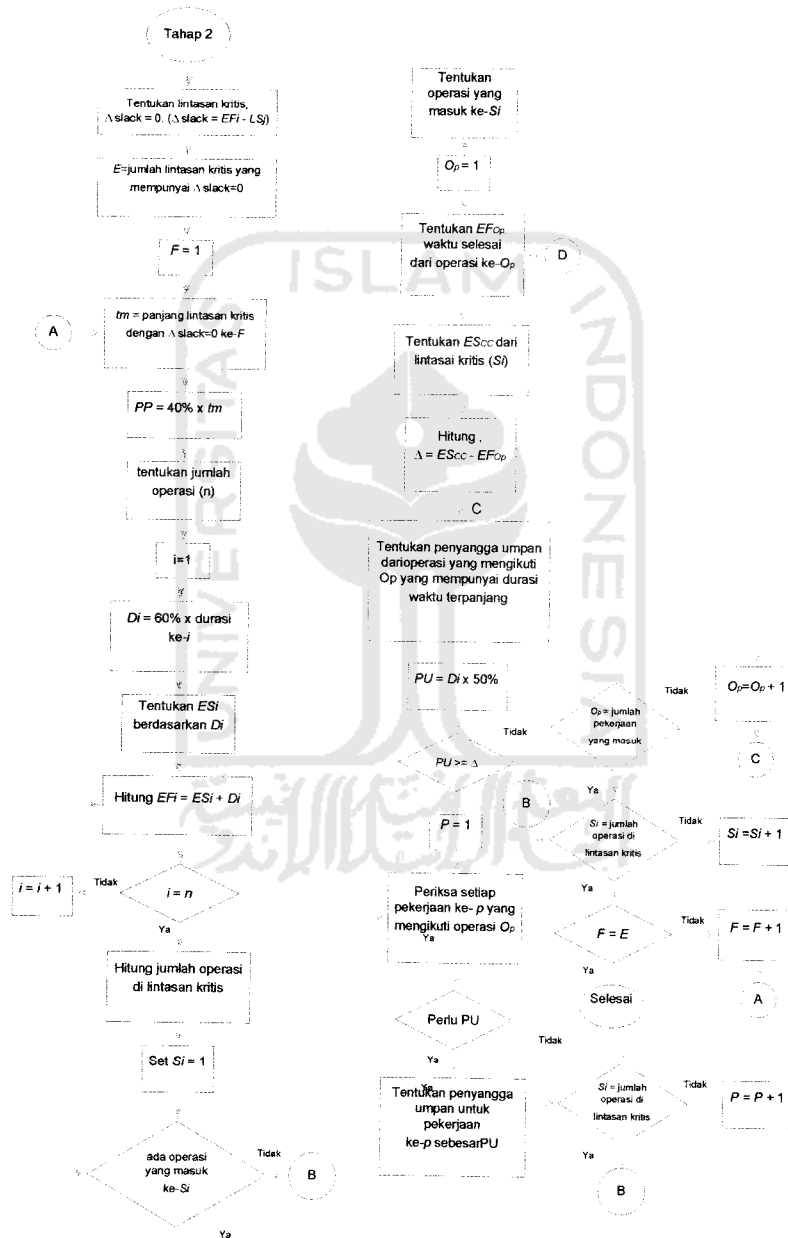 Tahap 2
Tentukan lintasan kritis,
Δ slack = 0. (Δ slack = EFi - LSj)
E=jumlah lintasan kritis yang
mempunyai Δ slack=0
F = 1
A
tm = panjang lintasan kritis
dengan Δ slack=0 ke-F
PP = 40% x tm
tentukan jumlah
operasi (n)
i=1
Di = 60% x durasi
ke-i
Tentukan ESi
berdasarkan Di
Hitung EFi = ESi + Di
i = i + 1
Tidak
i = n
Ya
Hitung jumlah operasi
di lintasan kritis
Set Si = 1
ada operasi
yang masuk
ke-Si
Tidak
B
Ya
Tentukan
operasi yang
masuk ke-Si
Op = 1
Tentukan EFOp,
waktu selesai
dari operasi ke-Op
D
Tentukan EScc dari
lintasai kritis (Si)
Hitung ,
Δ = EScc - EFOp
C
Tentukan penyangga umpan
darioperasi yang mengikuti
Op yang mempunyai durasi
waktu terpanjang
PU = Di x 50%
Tidak
PU >= Δ
P = 1
Periksa setiap
pekerjaan ke- p yang
mengikuti operasi Op
Ya
Perlu PU
Tidak
Ya
Ya
Tentukan penyangga
umpan untuk
pekerjaan
ke-p sebesarPU
Op = jumlah
pekerjaan
yang masuk
Tidak
Op=Op + 1
C
Ya
B
Si = jumlah
operasi di
lintasan kritis
Tidak
Si =Si + 1
Ya
F = E
Tidak
F = F + 1
A
Ya
Selesai
Si = jumlah
operasi di
lintasan kritis
Tidak
P = P + 1
Ya
B
UNIVERSITAS
ISLAM
INDONESIA